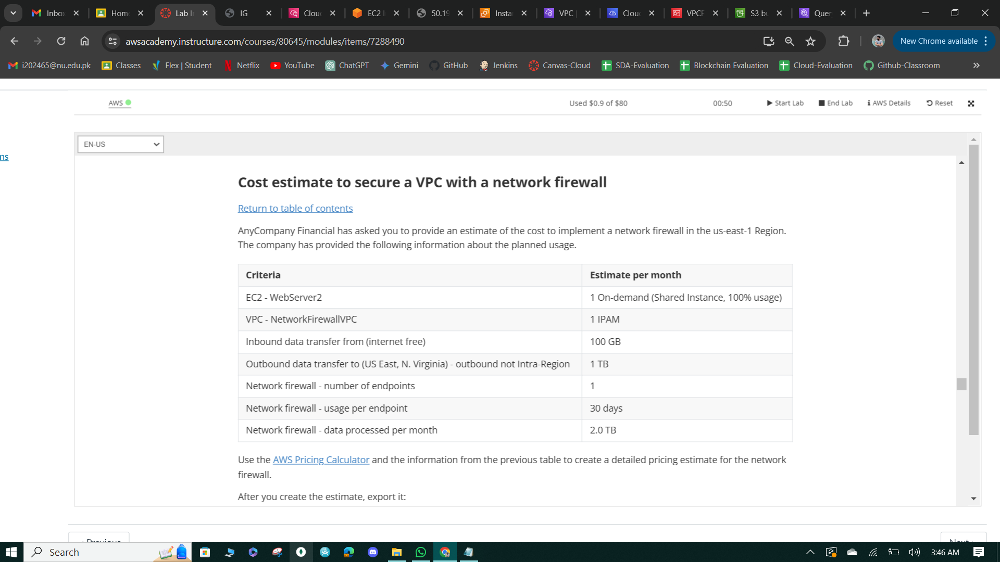 Inbo
Hom
Lab I
IG
Clou
EC2
50.19
Insta
VPC
Clou
VPCF
S3 bu
Quer
awsacademy.instructure.com/courses/80645/modules/items/7288490
New Chrome available
i202465@nu.edu.pk
Classes
Flex | Student
Netflix
YouTube
ChatGPT
Gemini
GitHub
Jenkins
Canvas-Cloud
SDA-Evaluation
Blockchain Evaluation
Cloud-Evaluation
Github-Classroom
AWS
Used $0.9 of $80
00:50
Start Lab
End Lab
AWS Details
Reset
EN-US
ns
Cost estimate to secure a VPC with a network firewall
Return to table of contents
AnyCompany Financial has asked you to provide an estimate of the cost to implement a network firewall in the us-east-1 Region.
The company has provided the following information about the planned usage.
Criteria Estimate per month
EC2 - WebServer2 1 On-demand (Shared Instance, 100% usage)
VPC - NetworkFirewallVPC 1 IPAM
Inbound data transfer from (internet free) 100 GB
Outbound data transfer to (US East, N. Virginia) - outbound not Intra-Region 1 TB
Network firewall - number of endpoints 1
Network firewall - usage per endpoint 30 days
Network firewall - data processed per month 2.0 TB
Use the AWS Pricing Calculator and the information from the previous table to create a detailed pricing estimate for the network
firewall.
After you create the estimate, export it:
Previous
Next
Search
3:46 AM